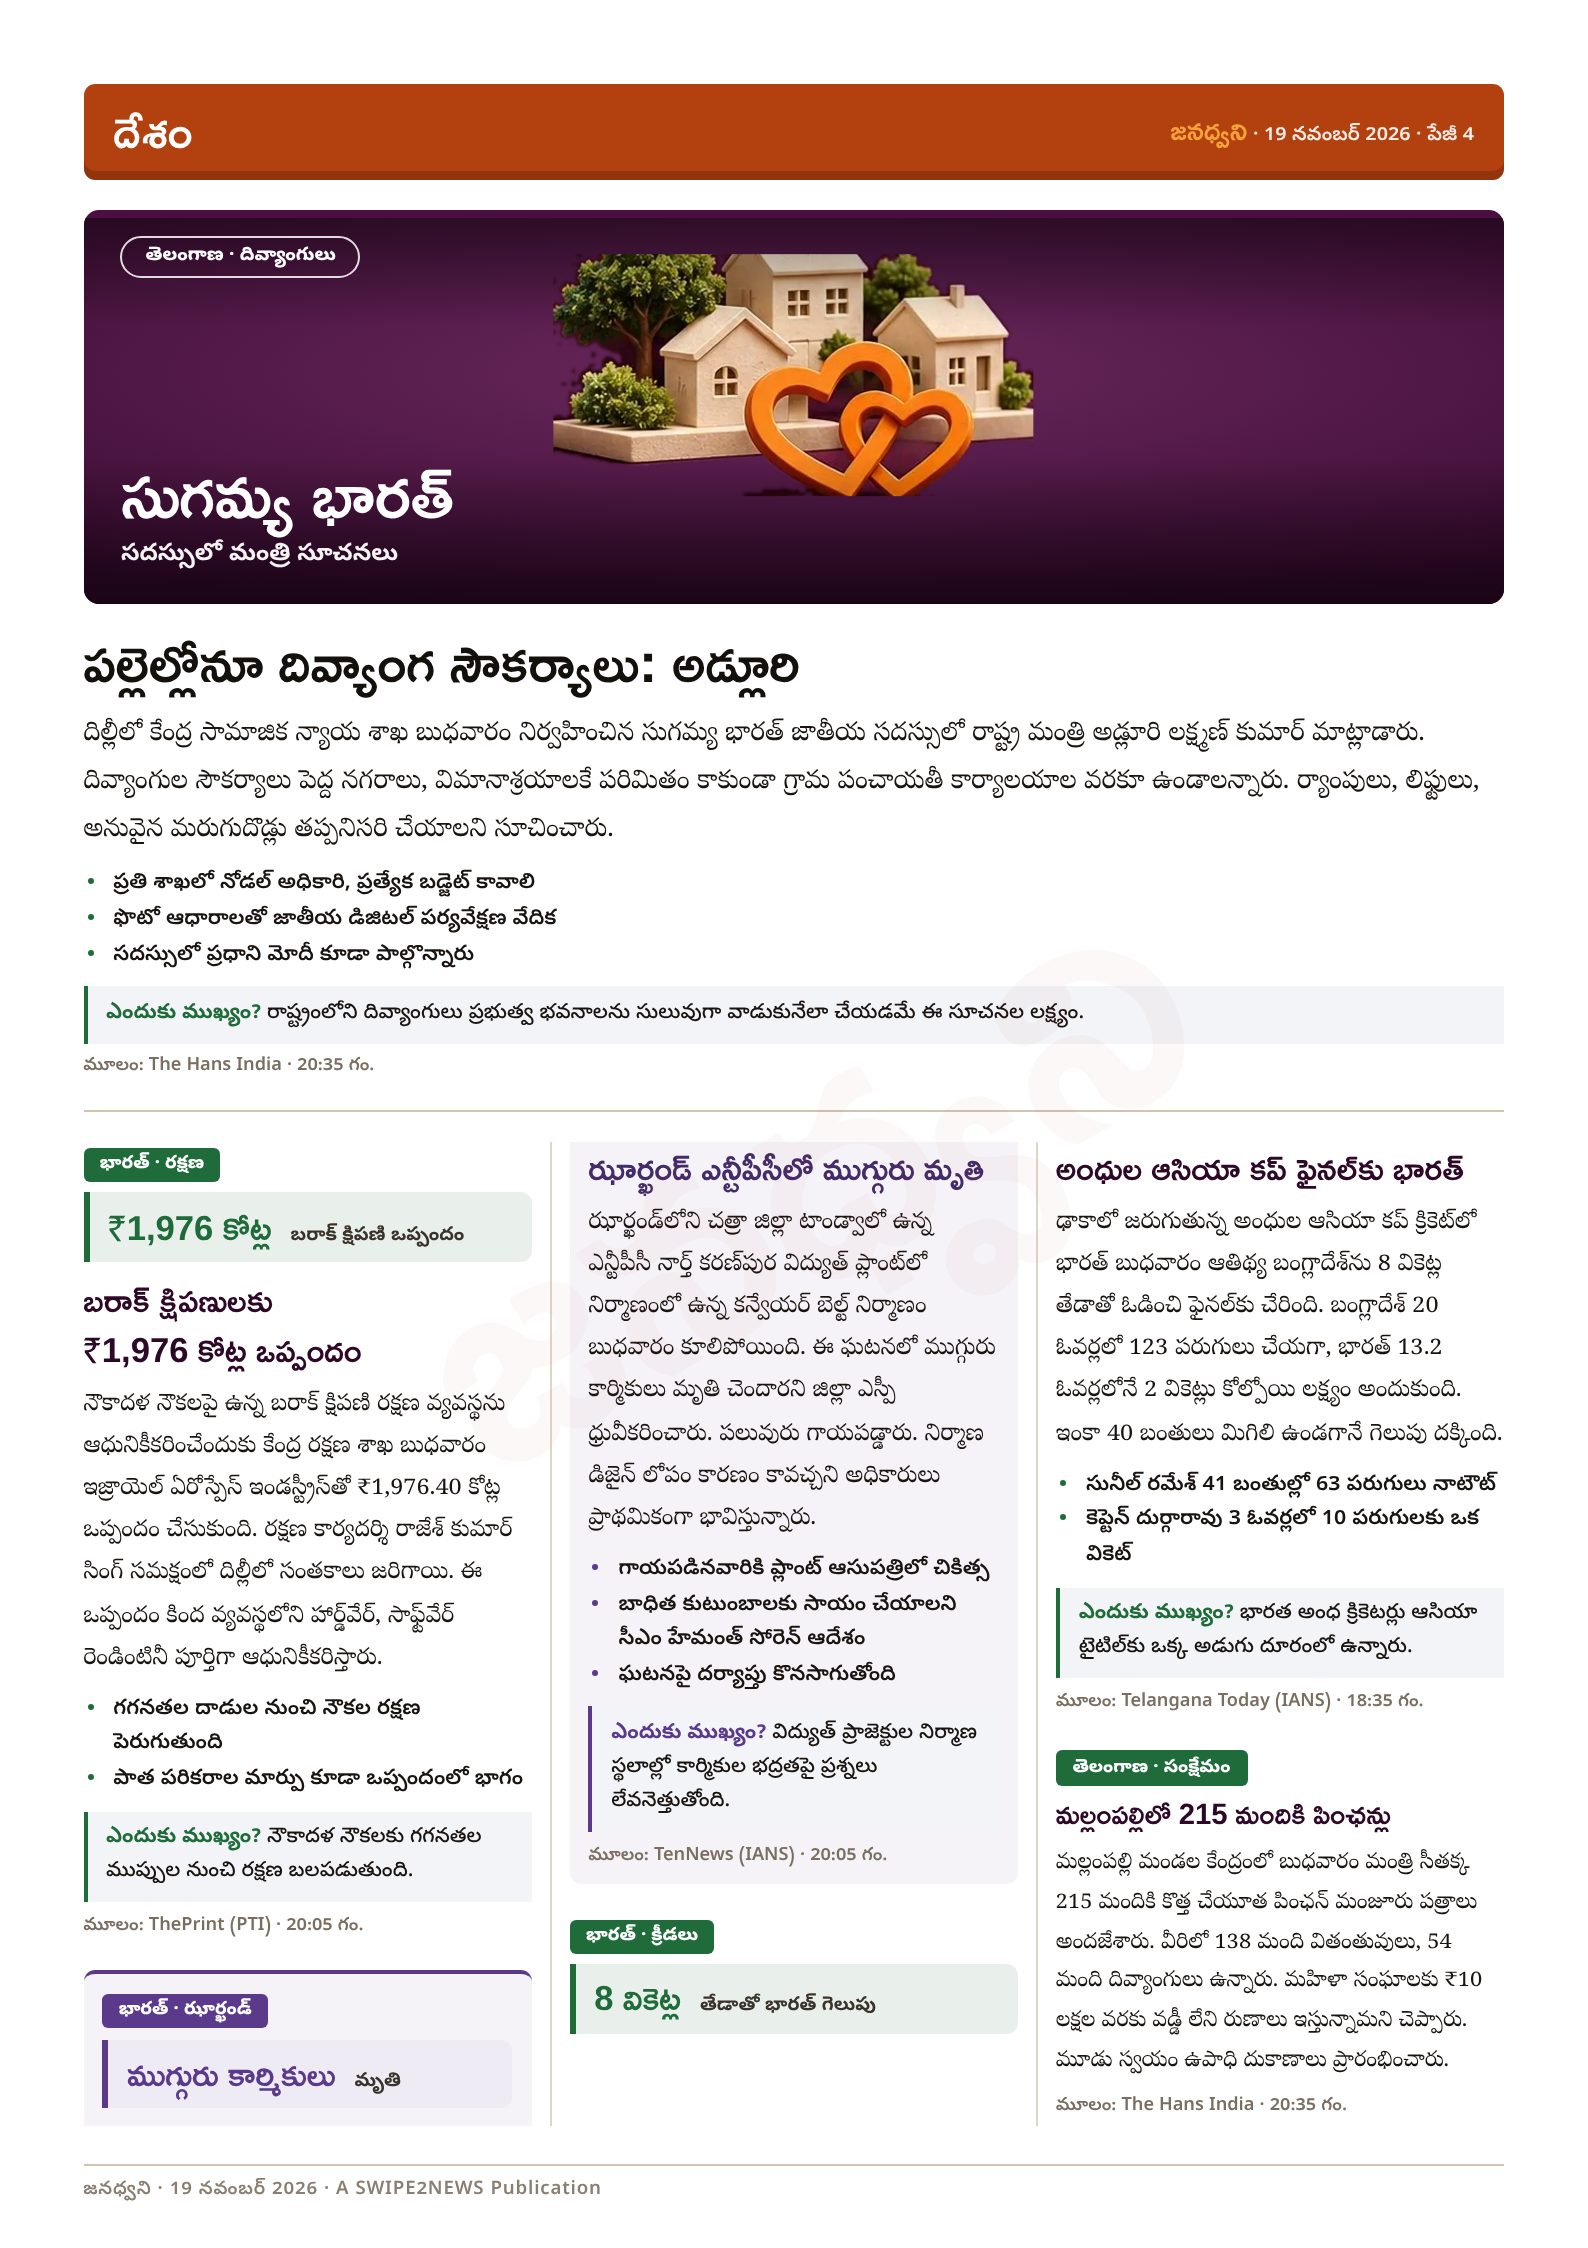 దేశం
జనధ్వని · 19 నవంబర్ 2026 · పేజీ 4
తెలంగాణ · దివ్యాంగులు
సుగమ్య భారత్
సదస్సులో మంత్రి సూచనలు
పల్లెల్లోనూ దివ్యాంగ సౌకర్యాలు: అడ్లూరి
దిల్లీలో కేంద్ర సామాజిక న్యాయ శాఖ బుధవారం నిర్వహించిన సుగమ్య భారత్ జాతీయ సదస్సులో రాష్ట్ర మంత్రి అడ్లూరి లక్ష్మణ్ కుమార్ మాట్లాడారు.
దివ్యాంగుల సౌకర్యాలు పెద్ద నగరాలు, విమానాశ్రయాలకే పరిమితం కాకుండా గ్రామ పంచాయతీ కార్యాలయాల వరకూ ఉండాలన్నారు. ర్యాంపులు, లిఫ్టులు,
అనువైన మరుగుదొడ్లు తప్పనిసరి చేయాలని సూచించారు.
• ప్రతి శాఖలో నోడల్ అధికారి, ప్రత్యేక బడ్జెట్ కావాలి
• ఫొటో ఆధారాలతో జాతీయ డిజిటల్ పర్యవేక్షణ వేదిక
• సదస్సులో ప్రధాని మోదీ కూడా పాల్గొన్నారు
ఎందుకు ముఖ్యం? రాష్ట్రంలోని దివ్యాంగులు ప్రభుత్వ భవనాలను సులువుగా వాడుకునేలా చేయడమే ఈ సూచనల లక్ష్యం.
మూలం: The Hans India · 20:35 గం.
భారత్ · రక్షణ
₹1,976 కోట్ల బరాక్ క్షిపణి ఒప్పందం
బరాక్ క్షిపణులకు
₹1,976 కోట్ల ఒప్పందం
నౌకాదళ నౌకలపై ఉన్న బరాక్ క్షిపణి రక్షణ వ్యవస్థను
ఆధునికీకరించేందుకు కేంద్ర రక్షణ శాఖ బుధవారం
ఇజ్రాయెల్ ఏరోస్పేస్ ఇండస్ట్రీస్‌తో ₹1,976.40 కోట్ల
ఒప్పందం చేసుకుంది. రక్షణ కార్యదర్శి రాజేశ్ కుమార్
సింగ్ సమక్షంలో దిల్లీలో సంతకాలు జరిగాయి. ఈ
ఒప్పందం కింద వ్యవస్థలోని హార్డ్‌వేర్, సాఫ్ట్‌వేర్
రెండింటినీ పూర్తిగా ఆధునికీకరిస్తారు.
• గగనతల దాడుల నుంచి నౌకల రక్షణ
పెరుగుతుంది
• పాత పరికరాల మార్పు కూడా ఒప్పందంలో భాగం
ఎందుకు ముఖ్యం? నౌకాదళ నౌకలకు గగనతల
ముప్పుల నుంచి రక్షణ బలపడుతుంది.
మూలం: ThePrint (PTI) · 20:05 గం.
భారత్ · ఝార్ఖండ్
ముగ్గురు కార్మికులు మృతి
ఝార్ఖండ్ ఎన్టీపీసీలో ముగ్గురు మృతి
ఝార్ఖండ్‌లోని చత్రా జిల్లా టాండ్వాలో ఉన్న
ఎన్టీపీసీ నార్త్ కరణ్‌పుర విద్యుత్ ప్లాంట్‌లో
నిర్మాణంలో ఉన్న కన్వేయర్ బెల్ట్ నిర్మాణం
బుధవారం కూలిపోయింది. ఈ ఘటనలో ముగ్గురు
కార్మికులు మృతి చెందారని జిల్లా ఎస్పీ
ధ్రువీకరించారు. పలువురు గాయపడ్డారు. నిర్మాణ
డిజైన్ లోపం కారణం కావచ్చని అధికారులు
ప్రాథమికంగా భావిస్తున్నారు.
• గాయపడినవారికి ప్లాంట్ ఆసుపత్రిలో చికిత్స
• బాధిత కుటుంబాలకు సాయం చేయాలని
సీఎం హేమంత్ సోరెన్ ఆదేశం
• ఘటనపై దర్యాప్తు కొనసాగుతోంది
ఎందుకు ముఖ్యం? విద్యుత్ ప్రాజెక్టుల నిర్మాణ
స్థలాల్లో కార్మికుల భద్రతపై ప్రశ్నలు
లేవనెత్తుతోంది.
మూలం: TenNews (IANS) · 20:05 గం.
భారత్ · క్రీడలు
8 వికెట్ల తేడాతో భారత్ గెలుపు
అంధుల ఆసియా కప్ ఫైనల్‌కు భారత్
ఢాకాలో జరుగుతున్న అంధుల ఆసియా కప్ క్రికెట్‌లో
భారత్ బుధవారం ఆతిథ్య బంగ్లాదేశ్‌ను 8 వికెట్ల
తేడాతో ఓడించి ఫైనల్‌కు చేరింది. బంగ్లాదేశ్ 20
ఓవర్లలో 123 పరుగులు చేయగా, భారత్ 13.2
ఓవర్లలోనే 2 వికెట్లు కోల్పోయి లక్ష్యం అందుకుంది.
ఇంకా 40 బంతులు మిగిలి ఉండగానే గెలుపు దక్కింది.
• సునీల్ రమేశ్ 41 బంతుల్లో 63 పరుగులు నాటౌట్
• కెప్టెన్ దుర్గారావు 3 ఓవర్లలో 10 పరుగులకు ఒక
వికెట్
ఎందుకు ముఖ్యం? భారత అంధ క్రికెటర్లు ఆసియా
టైటిల్‌కు ఒక్క అడుగు దూరంలో ఉన్నారు.
మూలం: Telangana Today (IANS) · 18:35 గం.
తెలంగాణ · సంక్షేమం
మల్లంపల్లిలో 215 మందికి పింఛన్లు
మల్లంపల్లి మండల కేంద్రంలో బుధవారం మంత్రి సీతక్క
215 మందికి కొత్త చేయూత పింఛన్ మంజూరు పత్రాలు
అందజేశారు. వీరిలో 138 మంది వితంతువులు, 54
మంది దివ్యాంగులు ఉన్నారు. మహిళా సంఘాలకు ₹10
లక్షల వరకు వడ్డీ లేని రుణాలు ఇస్తున్నామని చెప్పారు.
మూడు స్వయం ఉపాధి దుకాణాలు ప్రారంభించారు.
మూలం: The Hans India · 20:35 గం.
జనధ్వని
జనధ్వని · 19 నవంబర్ 2026 · A SWIPE2NEWS Publication